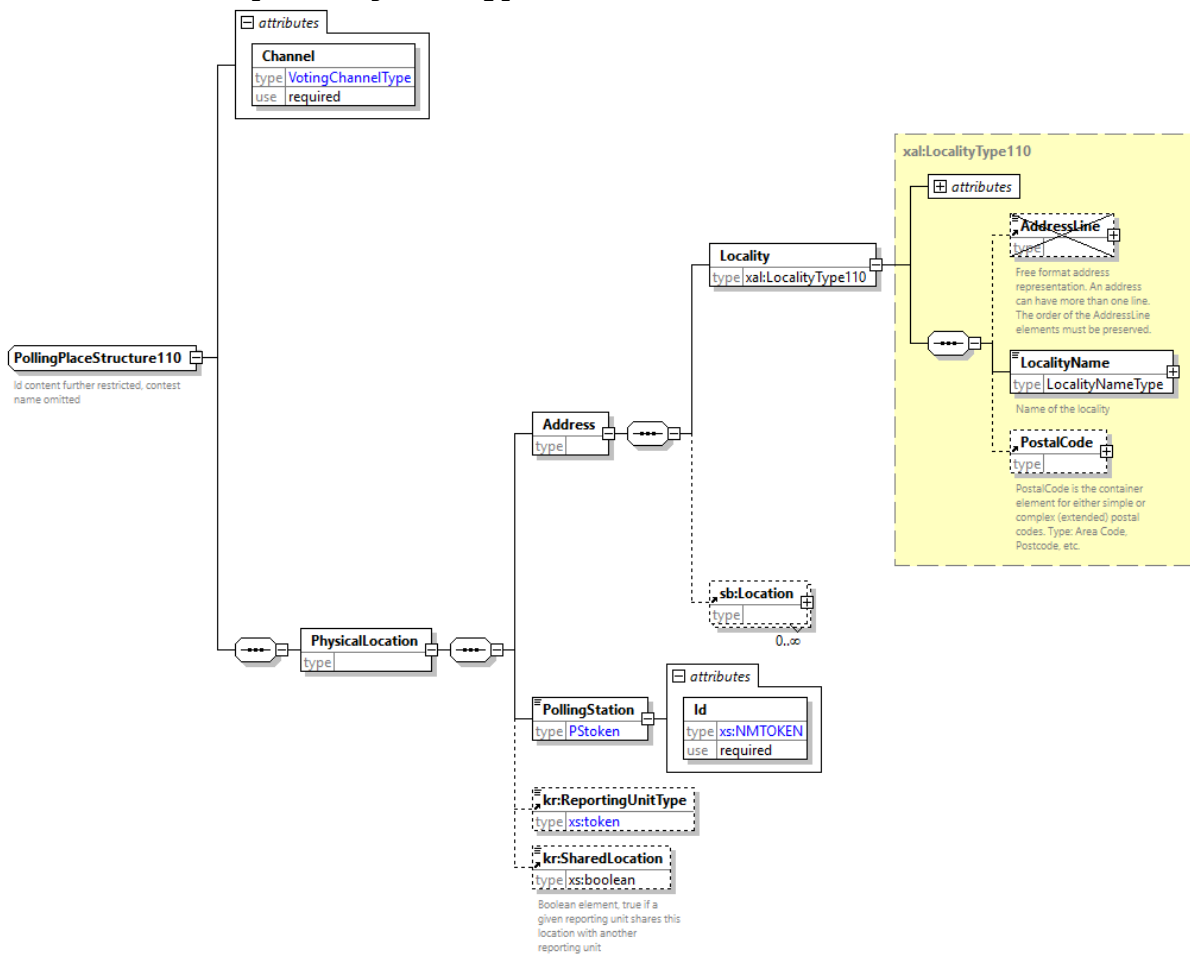 attributes
Channel
type VotingChannelType
use required
xal:LocalityType110
attributes
AddressLine
type
Free format address
representation. An address
can have more than one line.
The order of the AddressLine
elements must be preserved.
Locality
type xal:LocalityType110
PollingPlaceStructure110
Id content further restricted, contest
name omitted
LocalityName
type LocalityNameType
Name of the locality
Address
type
PostalCode
type
PostalCode is the container
element for either simple or
complex (extended) postal
codes. Type: Area Code,
Postcode, etc.
sb:Location
type
0..∞
PhysicalLocation
type
attributes
PollingStation
type PStoken
Id
type xs:NMTOKEN
use required
kr:ReportingUnitType
type xs:token
kr:SharedLocation
type xs:boolean
Boolean element, true if a
given reporting unit shares this
location with another
reporting unit